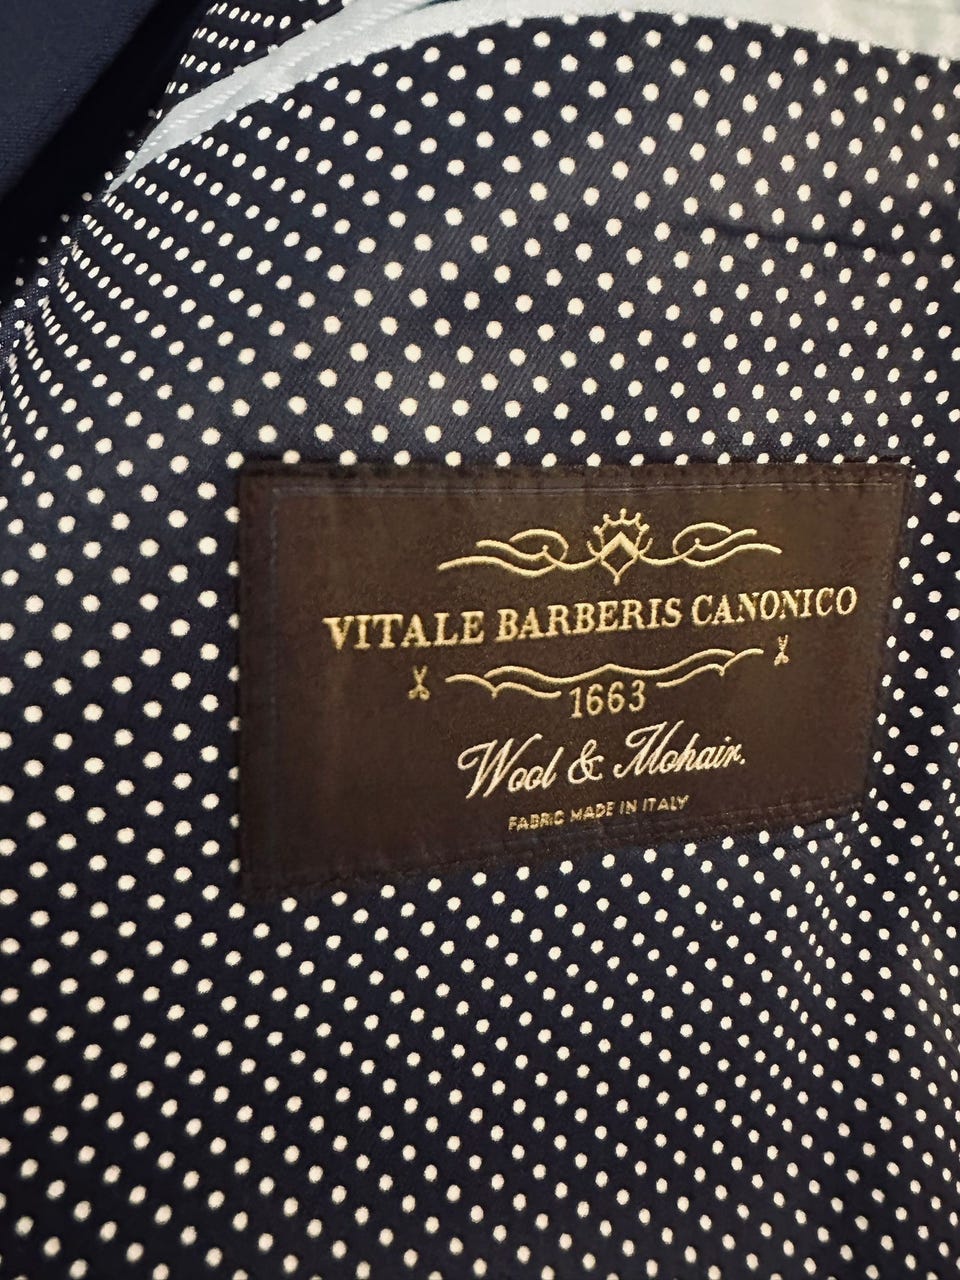 VITALE BARBERIS CANONICO
1663
Wool & Mohair.
FABRIC MADE IN ITALY